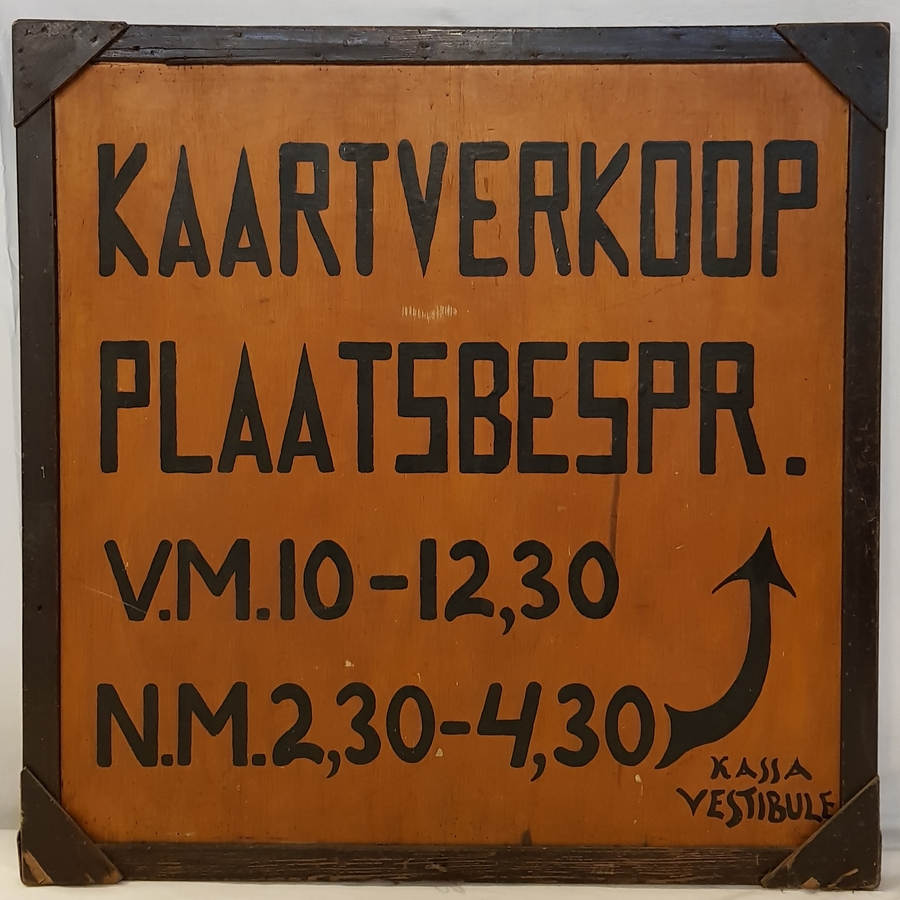 KAARTVERKOOP
PLAATSBESPR.
V.M.10-12,30
N.M.2,30-4,30
KASSA
VESTIBULE